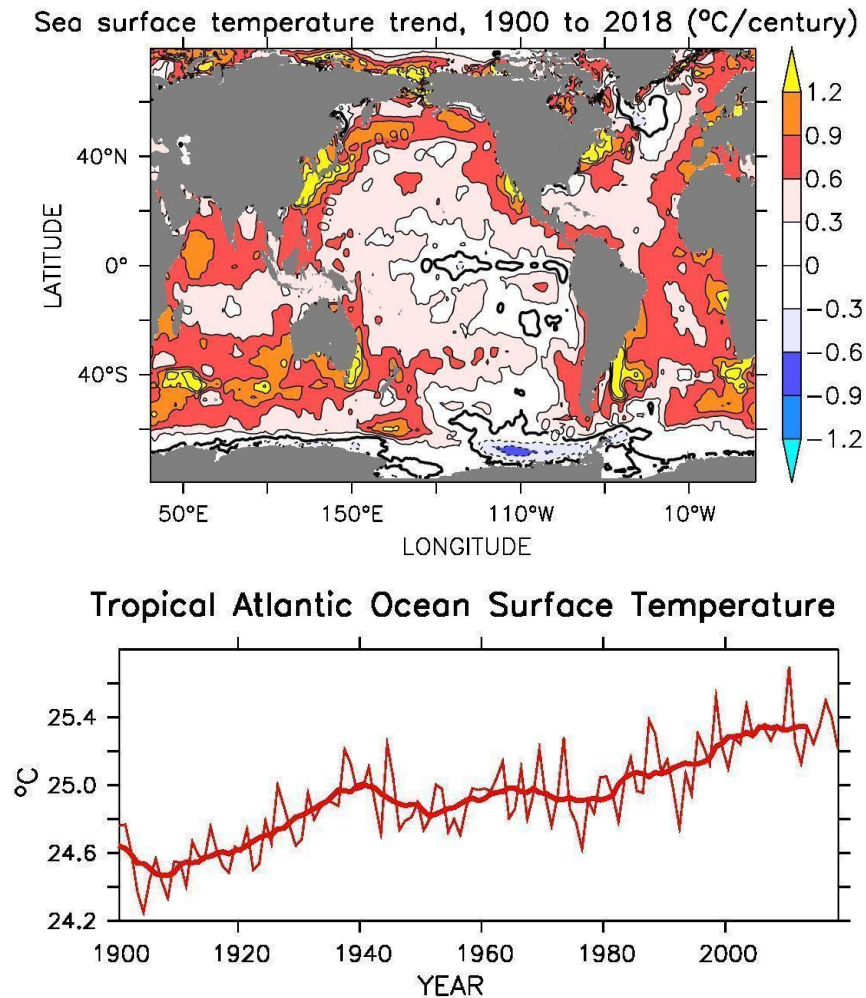 Sea surface temperature trend, 1900 to 2018 (°C/century)
LATITUDE
40°N
0°
40°S
0.90
1.2
0.9
0.6
0.3
0
-0.3
-0.6
-0.9
-1.2
50°E 150°E 110°W 10°W
LONGITUDE
Tropical Atlantic Ocean Surface Temperature
°C
25.4
25.0
24.6
24.2
1900 1920 1940 1960 1980 2000
YEAR